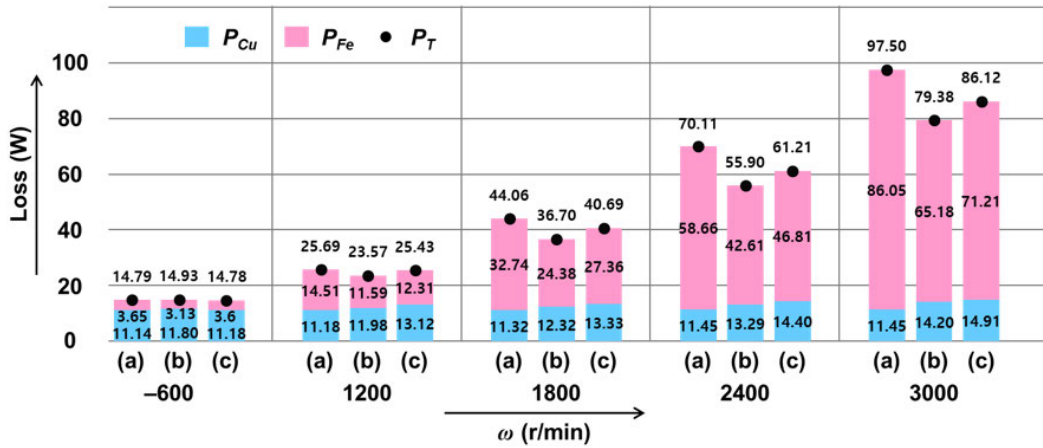 P_Cu P_Fe P_T
Loss (W)
100
80
60
40
20
0
14.79 14.93 14.78
3.65 3.13 3.6
11.14 11.80 11.18
25.69 23.57 25.43
14.51 11.59 12.31
11.18 11.98 13.12
44.06 36.70 40.69
32.74 24.38 27.36
11.32 12.32 13.33
70.11 55.90 61.21
58.66 42.61 46.81
11.45 13.29 14.40
97.50 79.38 86.12
86.05 65.18 71.21
11.45 14.20 14.91
(a) (b) (c) (a) (b) (c) (a) (b) (c) (a) (b) (c) (a) (b) (c)
–600 1200 1800 2400 3000
ω (r/min)